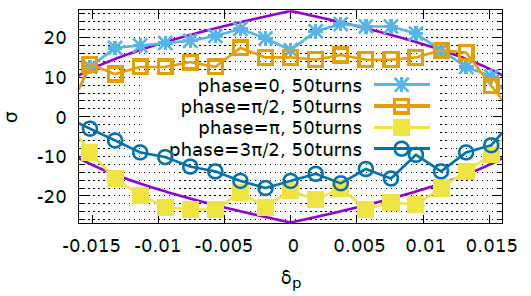 20
10
0
-10
-20
σ
phase=0, 50turns
phase=π/2, 50turns
phase=π, 50turns
phase=3π/2, 50turns
-0.015 -0.01 -0.005 0 0.005 0.01 0.015
δp